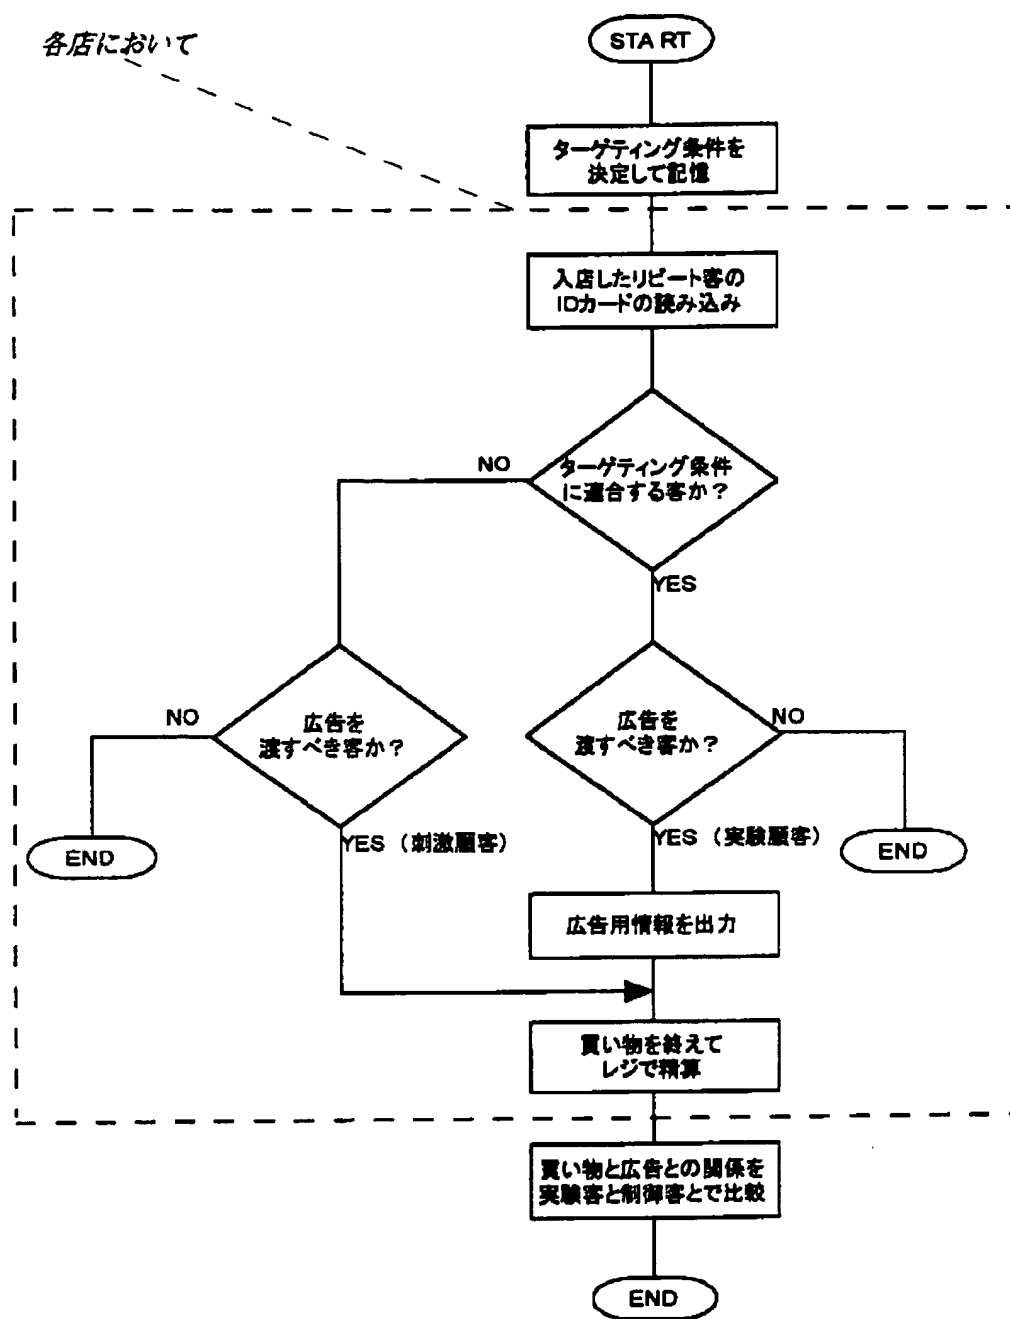 各店において
START
ターゲティング条件を
決定して記憶
入店したリピート客の
IDカードの読み込み
ターゲティング条件
に適合する客か？
NO
YES
広告を
渡すべき客か？
NO
YES（刺激顧客）
END
広告を
渡すべき客か？
NO
YES（実験顧客）
END
広告用情報を出力
買い物を終えて
レジで精算
買い物と広告との関係を
実験客と制御客とで比較
END